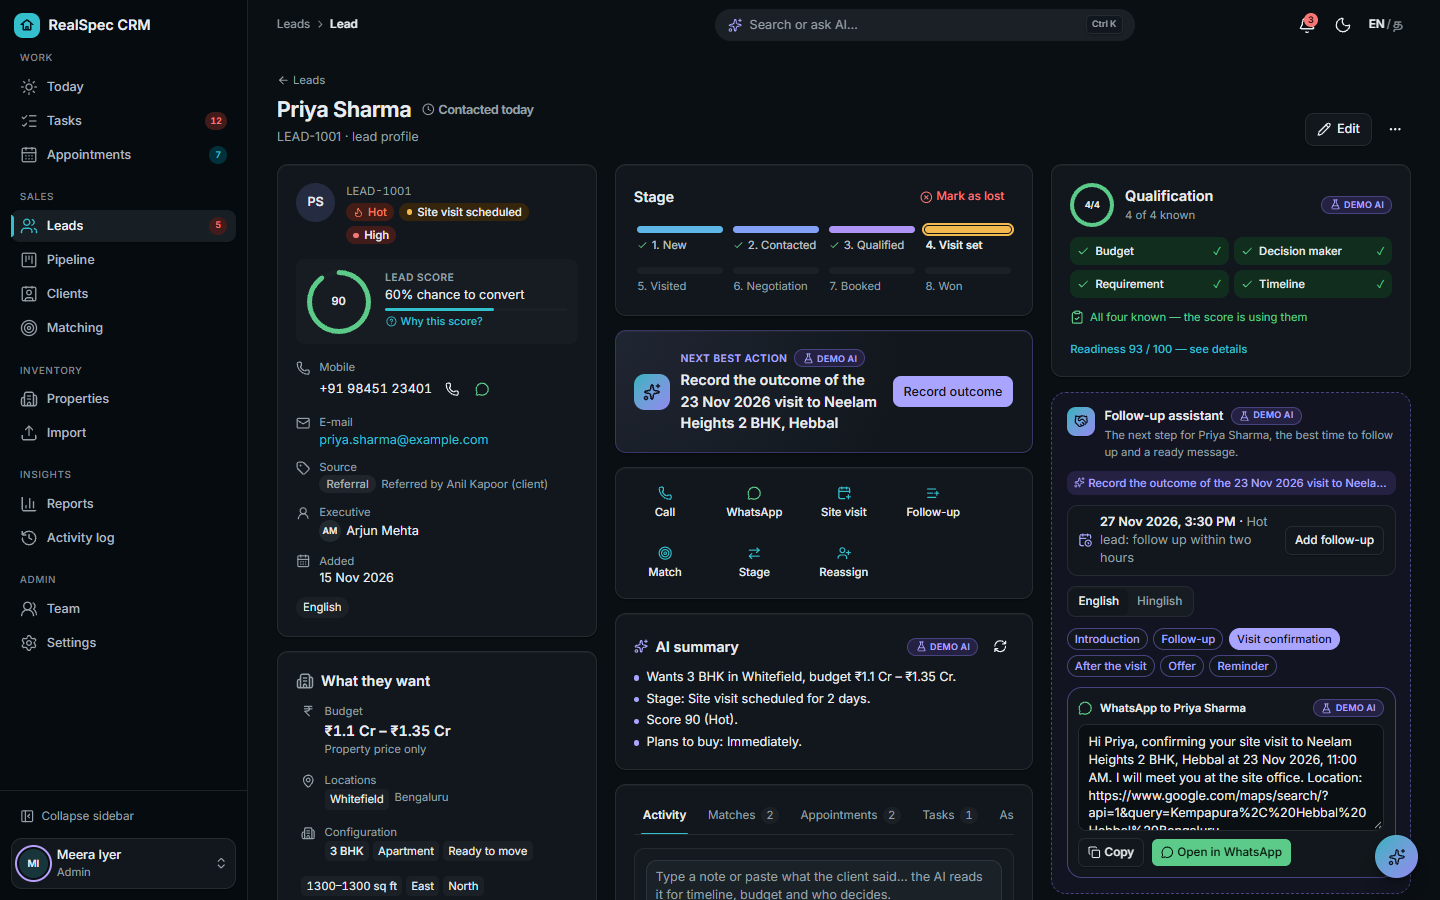 RealSpec CRM
WORK
Today
Tasks 12
Appointments 7
SALES
Leads 5
Pipeline
Clients
Matching
INVENTORY
Properties
Import
INSIGHTS
Reports
Activity log
ADMIN
Team
Settings
Collapse sidebar
MI
Meera Iyer
Admin
Leads > Lead
Search or ask AI...
Ctrl K
3
EN / த
← Leads
Priya Sharma
Contacted today
LEAD-1001 · lead profile
Edit
PS
LEAD-1001
Hot
Site visit scheduled
High
90
LEAD SCORE
60% chance to convert
Why this score?
Mobile
+91 98451 23401
E-mail
priya.sharma@example.com
Source
Referral Referred by Anil Kapoor (client)
Executive
AM Arjun Mehta
Added
15 Nov 2026
English
What they want
Budget
₹1.1 Cr – ₹1.35 Cr
Property price only
Locations
Whitefield Bengaluru
Configuration
3 BHK Apartment Ready to move
1300–1300 sq ft East North
Stage
Mark as lost
✓ 1. New ✓ 2. Contacted ✓ 3. Qualified 4. Visit set
5. Visited 6. Negotiation 7. Booked 8. Won
NEXT BEST ACTION DEMO AI
Record the outcome of the
23 Nov 2026 visit to Neelam
Heights 2 BHK, Hebbal
Record outcome
Call WhatsApp Site visit Follow-up
Match Stage Reassign
AI summary DEMO AI
Wants 3 BHK in Whitefield, budget ₹1.1 Cr – ₹1.35 Cr.
Stage: Site visit scheduled for 2 days.
Score 90 (Hot).
Plans to buy: Immediately.
Activity Matches 2 Appointments 2 Tasks 1 As
Type a note or paste what the client said... the AI reads
it for timeline, budget and who decides.
4/4
Qualification
4 of 4 known
DEMO AI
✓ Budget ✓ ✓ Decision maker ✓
✓ Requirement ✓ ✓ Timeline ✓
All four known — the score is using them
Readiness 93 / 100 — see details
Follow-up assistant DEMO AI
The next step for Priya Sharma, the best time to follow
up and a ready message.
Record the outcome of the 23 Nov 2026 visit to Neela...
27 Nov 2026, 3:30 PM · Hot
lead: follow up within two
hours
Add follow-up
English Hinglish
Introduction Follow-up Visit confirmation
After the visit Offer Reminder
WhatsApp to Priya Sharma DEMO AI
Hi Priya, confirming your site visit to Neelam
Heights 2 BHK, Hebbal at 23 Nov 2026, 11:00
AM. I will meet you at the site office. Location:
https://www.google.com/maps/search/?
api=1&query=Kempapura%2C%20Hebbal%20
Hebbal%20Bengaluru
Copy
Open in WhatsApp